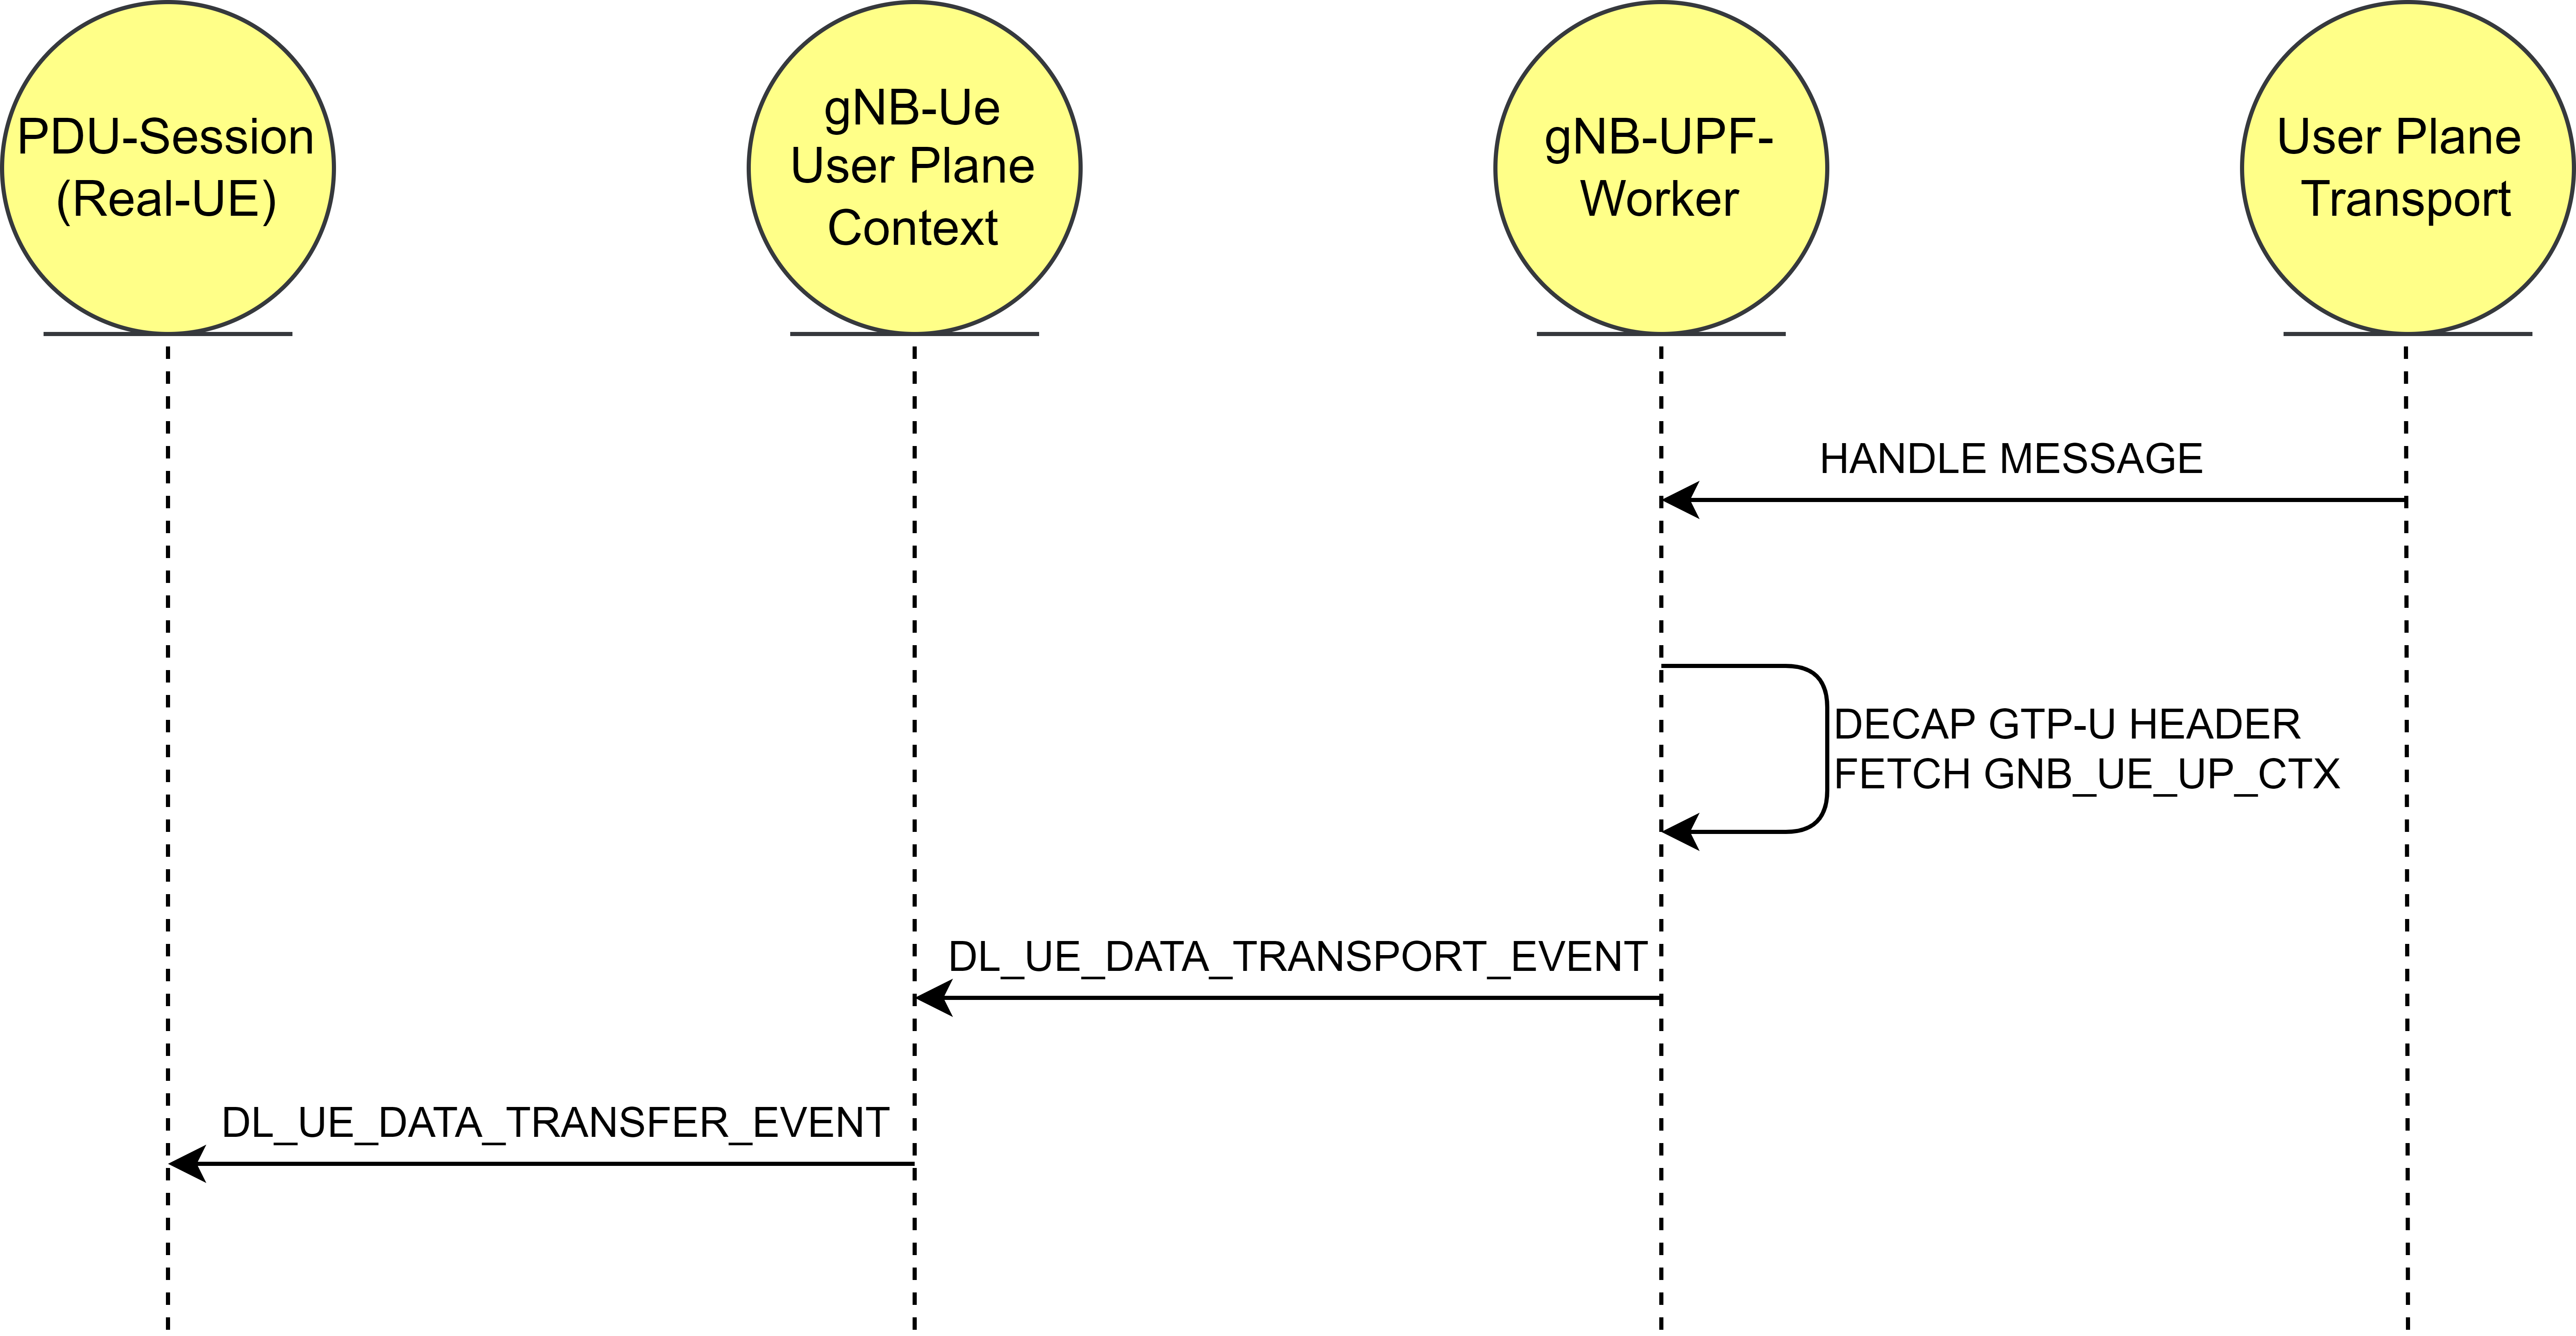 PDU-Session
(Real-UE)
gNB-Ue
User Plane
Context
gNB-UPF-
Worker
User Plane
Transport
HANDLE MESSAGE
DECAP GTP-U HEADER
FETCH GNB_UE_UP_CTX
DL_UE_DATA_TRANSPORT_EVENT
DL_UE_DATA_TRANSFER_EVENT